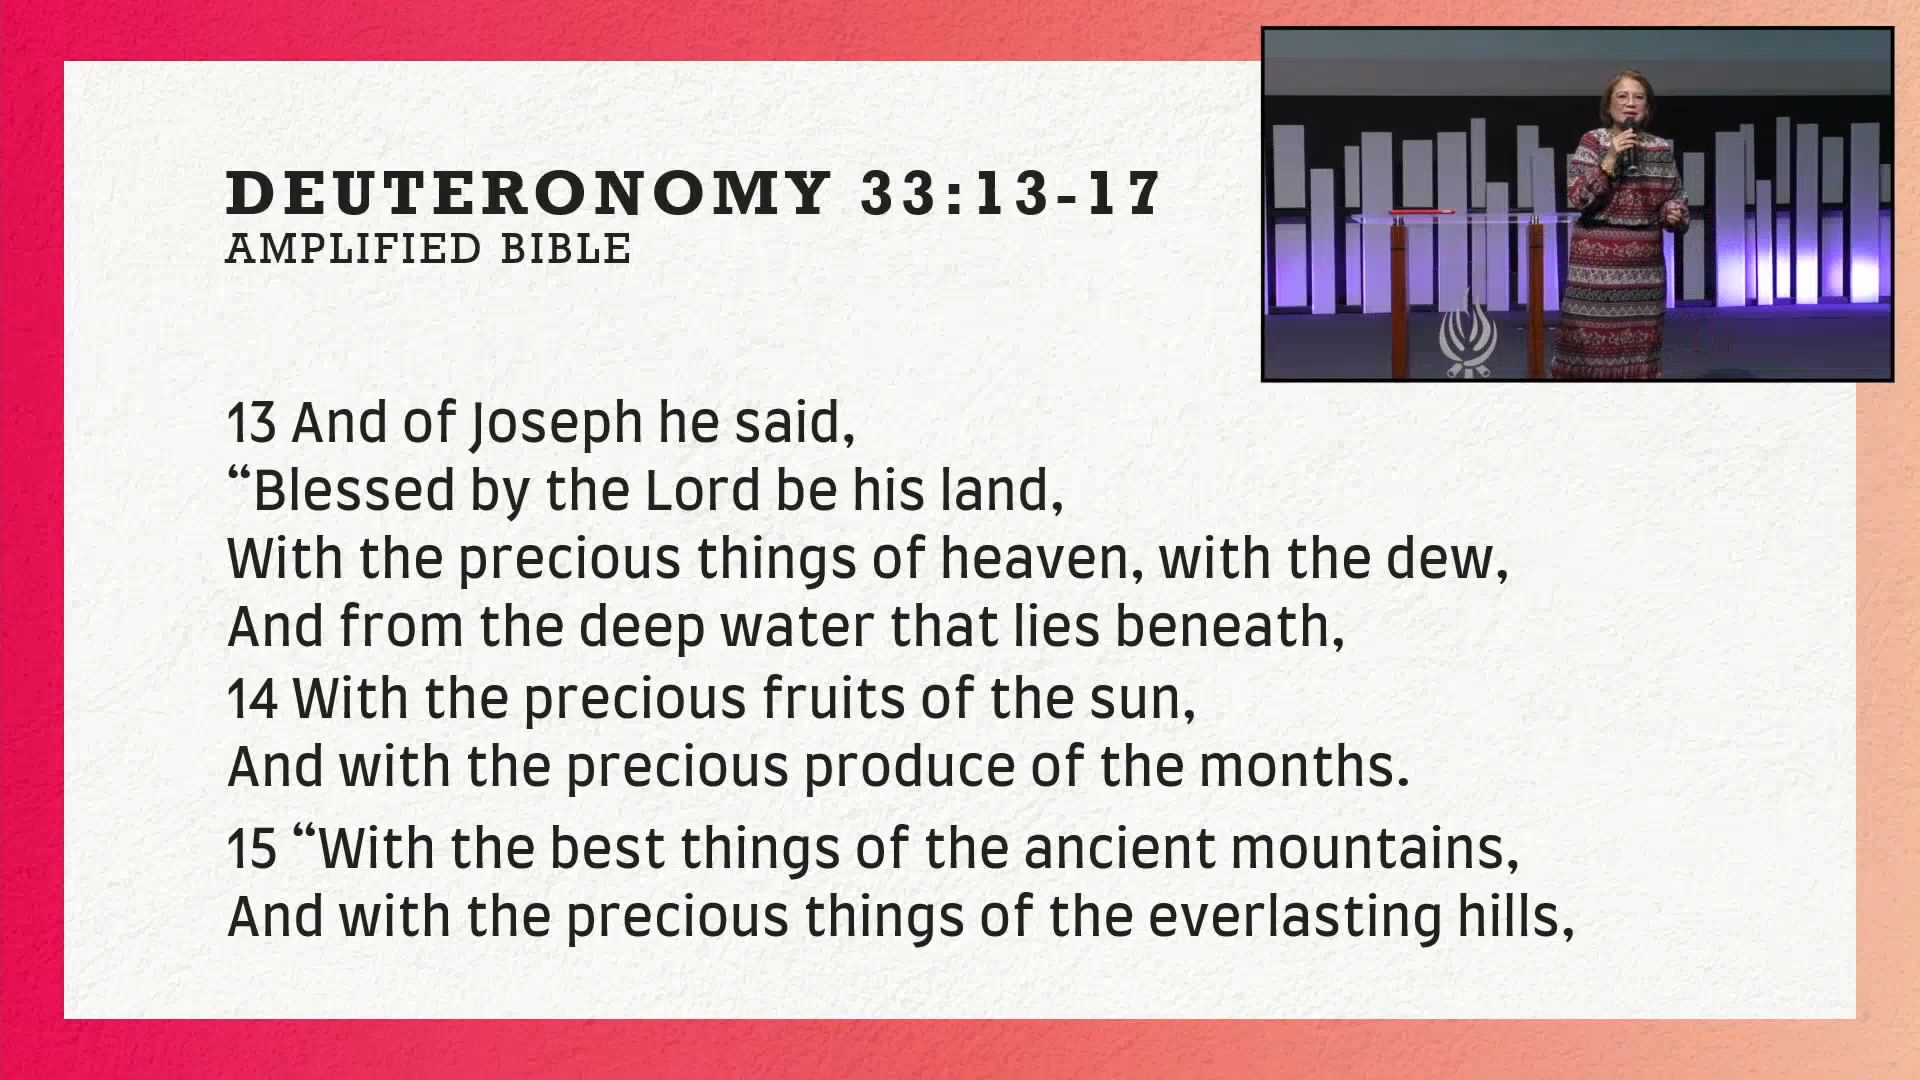 DEUTERONOMY 33:13-17
AMPLIFIED BIBLE
13 And of Joseph he said,
“Blessed by the Lord be his land,
With the precious things of heaven, with the dew,
And from the deep water that lies beneath,
14 With the precious fruits of the sun,
And with the precious produce of the months.
15 “With the best things of the ancient mountains,
And with the precious things of the everlasting hills,